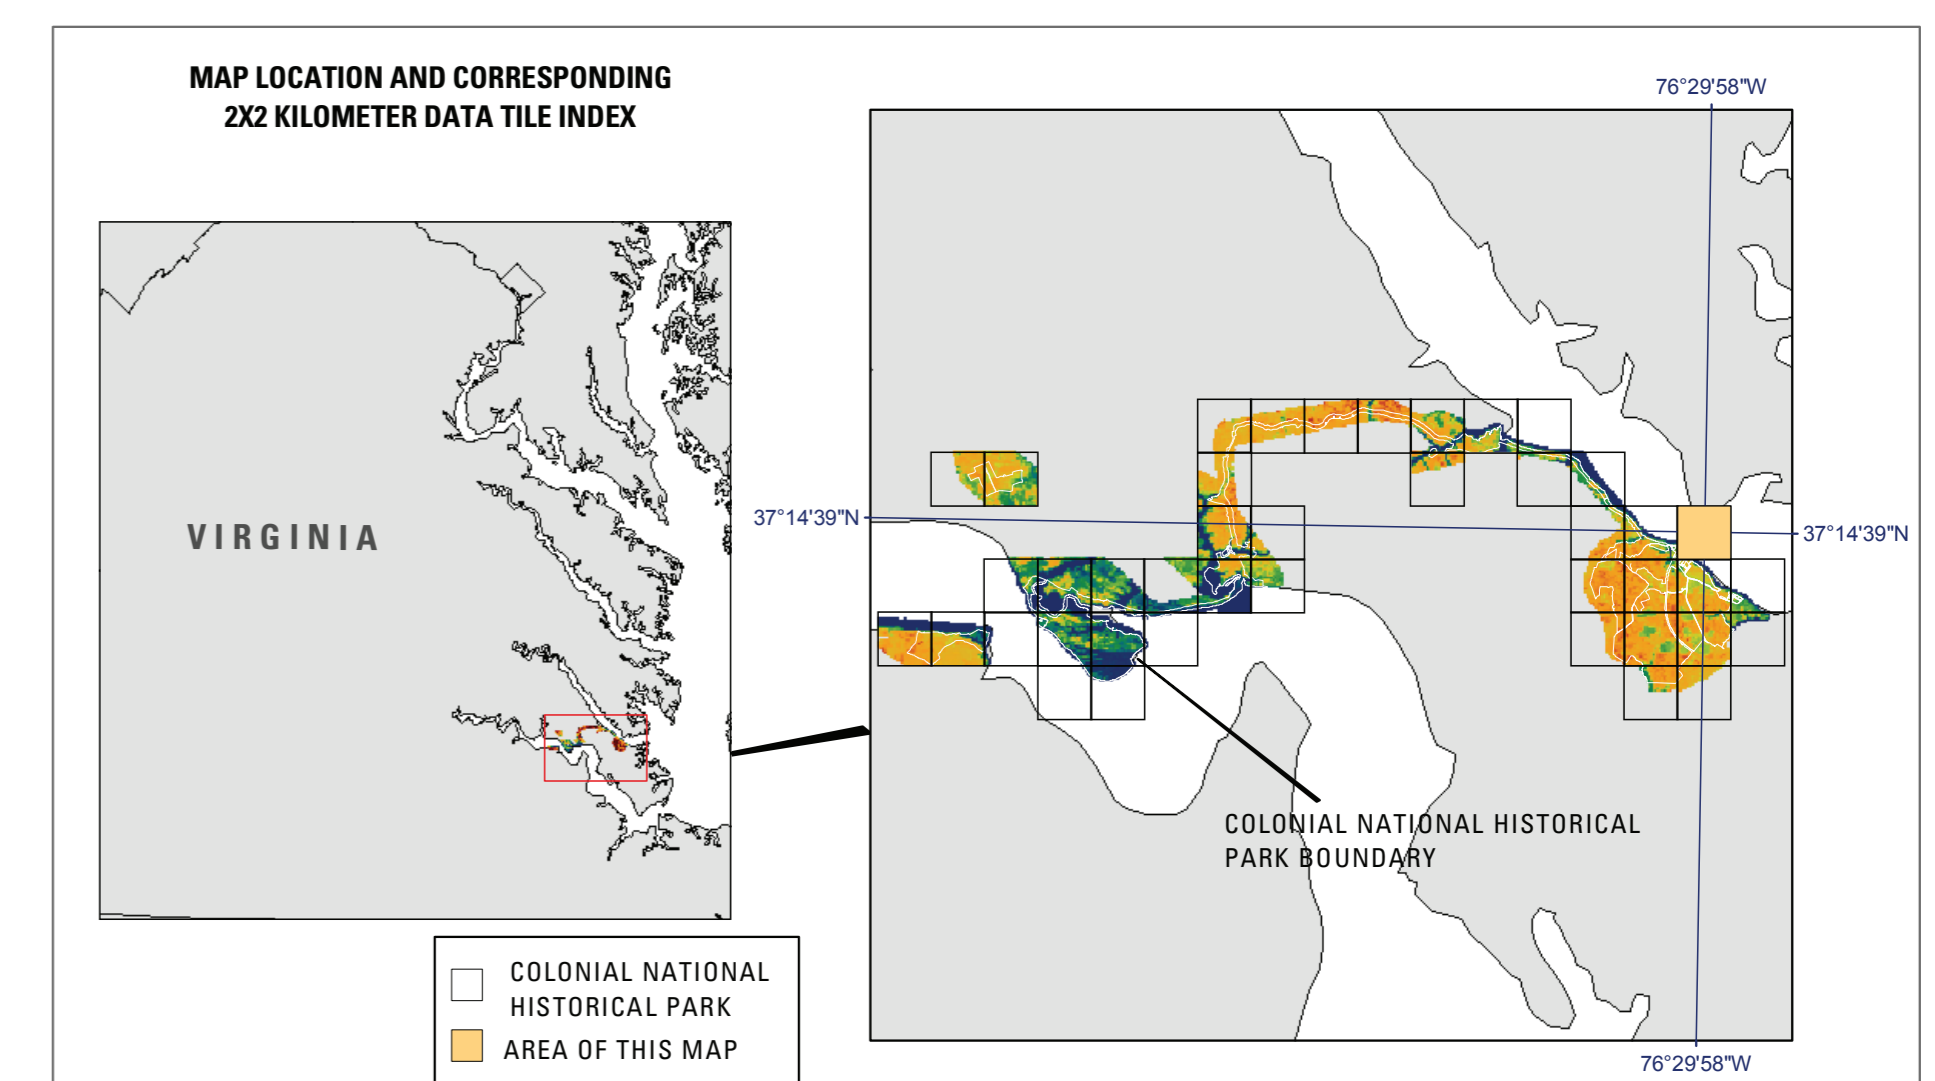 MAP LOCATION AND CORRESPONDING
2X2 KILOMETER DATA TILE INDEX
76°29'58"W
VIRGINIA
37°14'39"N
37°14'39"N
COLONIAL NATIONAL HISTORICAL
PARK BOUNDARY
COLONIAL NATIONAL
HISTORICAL PARK
AREA OF THIS MAP
76°29'58"W